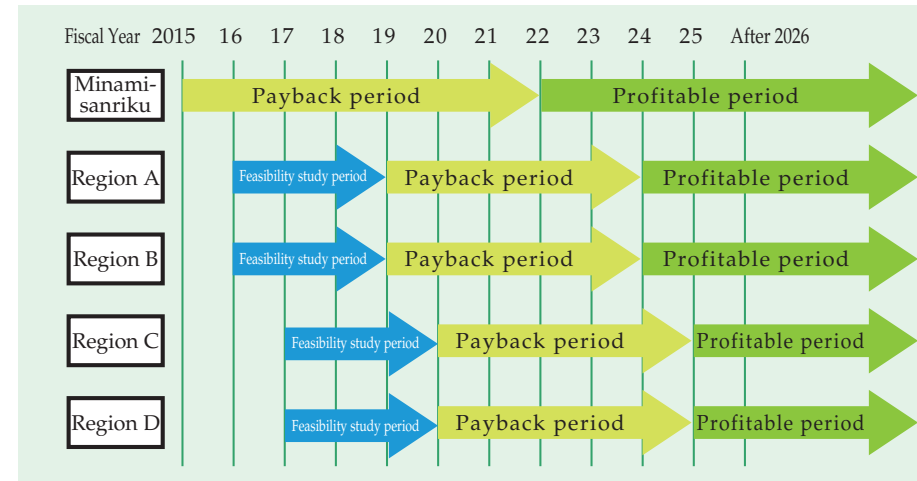 Fiscal Year 2015 16 17 18 19 20 21 22 23 24 25 After 2026
Minami-
sanriku
Payback period
Profitable period
Region A
Feasibility study period
Payback period
Profitable period
Region B
Feasibility study period
Payback period
Profitable period
Region C
Feasibility study period
Payback period
Profitable period
Region D
Feasibility study period
Payback period
Profitable period